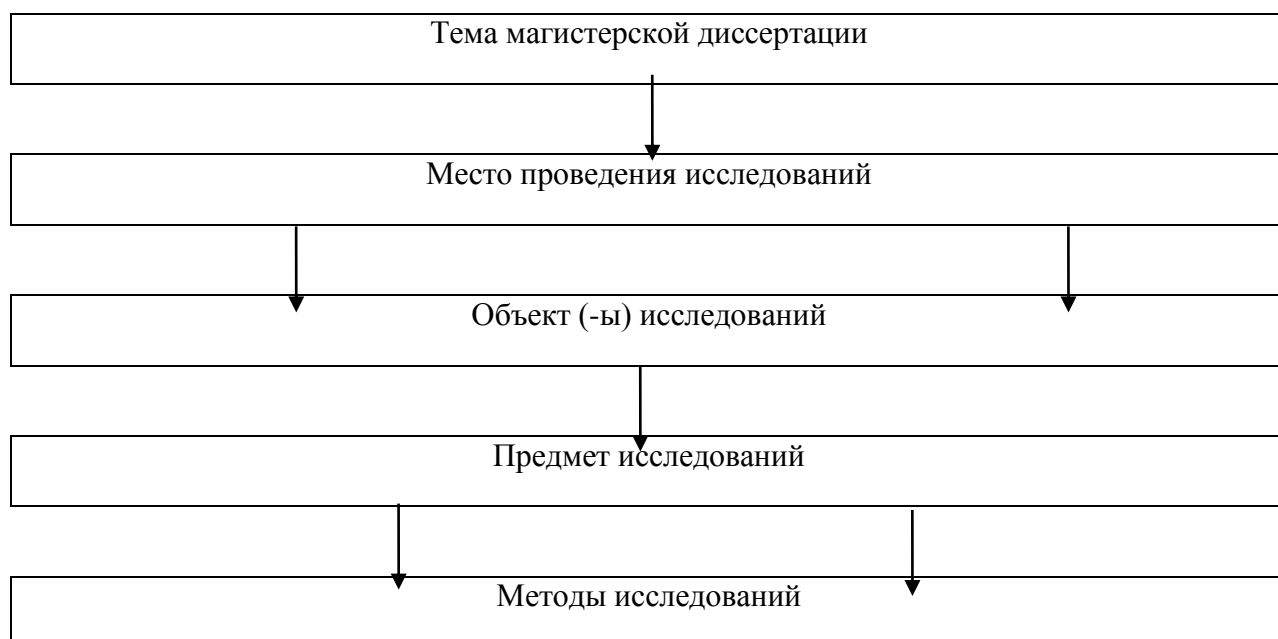 Тема магистерской диссертации
Место проведения исследований
Объект (-ы) исследований
Предмет исследований
Методы исследований